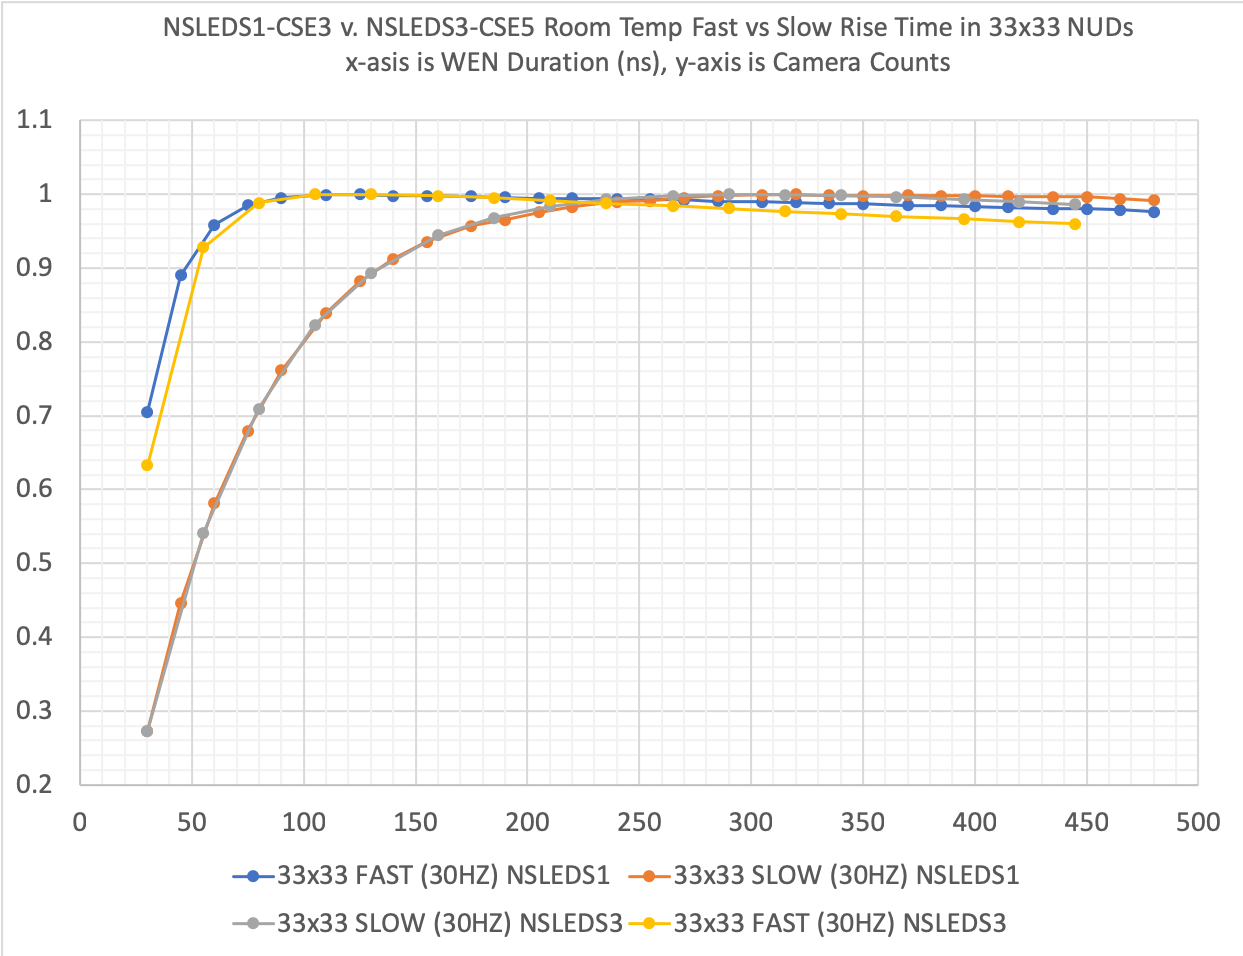 NSLEDS1-CSE3 v. NSLEDS3-CSE5 Room Temp Fast vs Slow Rise Time in 33x33 NUDs
x-asis is WEN Duration (ns), y-axis is Camera Counts
1.1
1
0.9
0.8
0.7
0.6
0.5
0.4
0.3
0.2
0 50 100 150 200 250 300 350 400 450 500
33x33 FAST (30HZ) NSLEDS1 33x33 SLOW (30HZ) NSLEDS1
33x33 SLOW (30HZ) NSLEDS3 33x33 FAST (30HZ) NSLEDS3